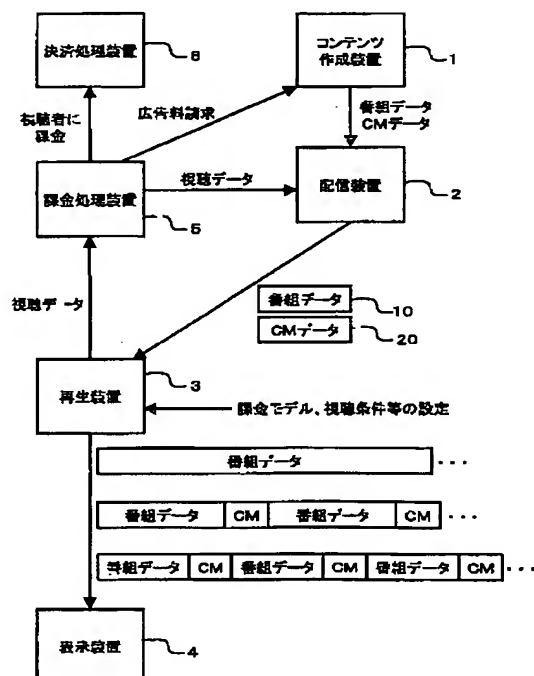 決済処理装置
6
コンテンツ
作成装置
1
視聴者に
課金
広告料請求
番組データ
CMデータ
課金処理装置
5
視聴データ
配信装置
2
視聴データ
番組データ
10
CMデータ
20
再生装置
3
課金モデル、視聴条件等の設定
番組データ ・・・
番組データ CM 番組データ CM ・・・
番組データ CM 番組データ CM 番組データ CM ・・・
表示装置
4